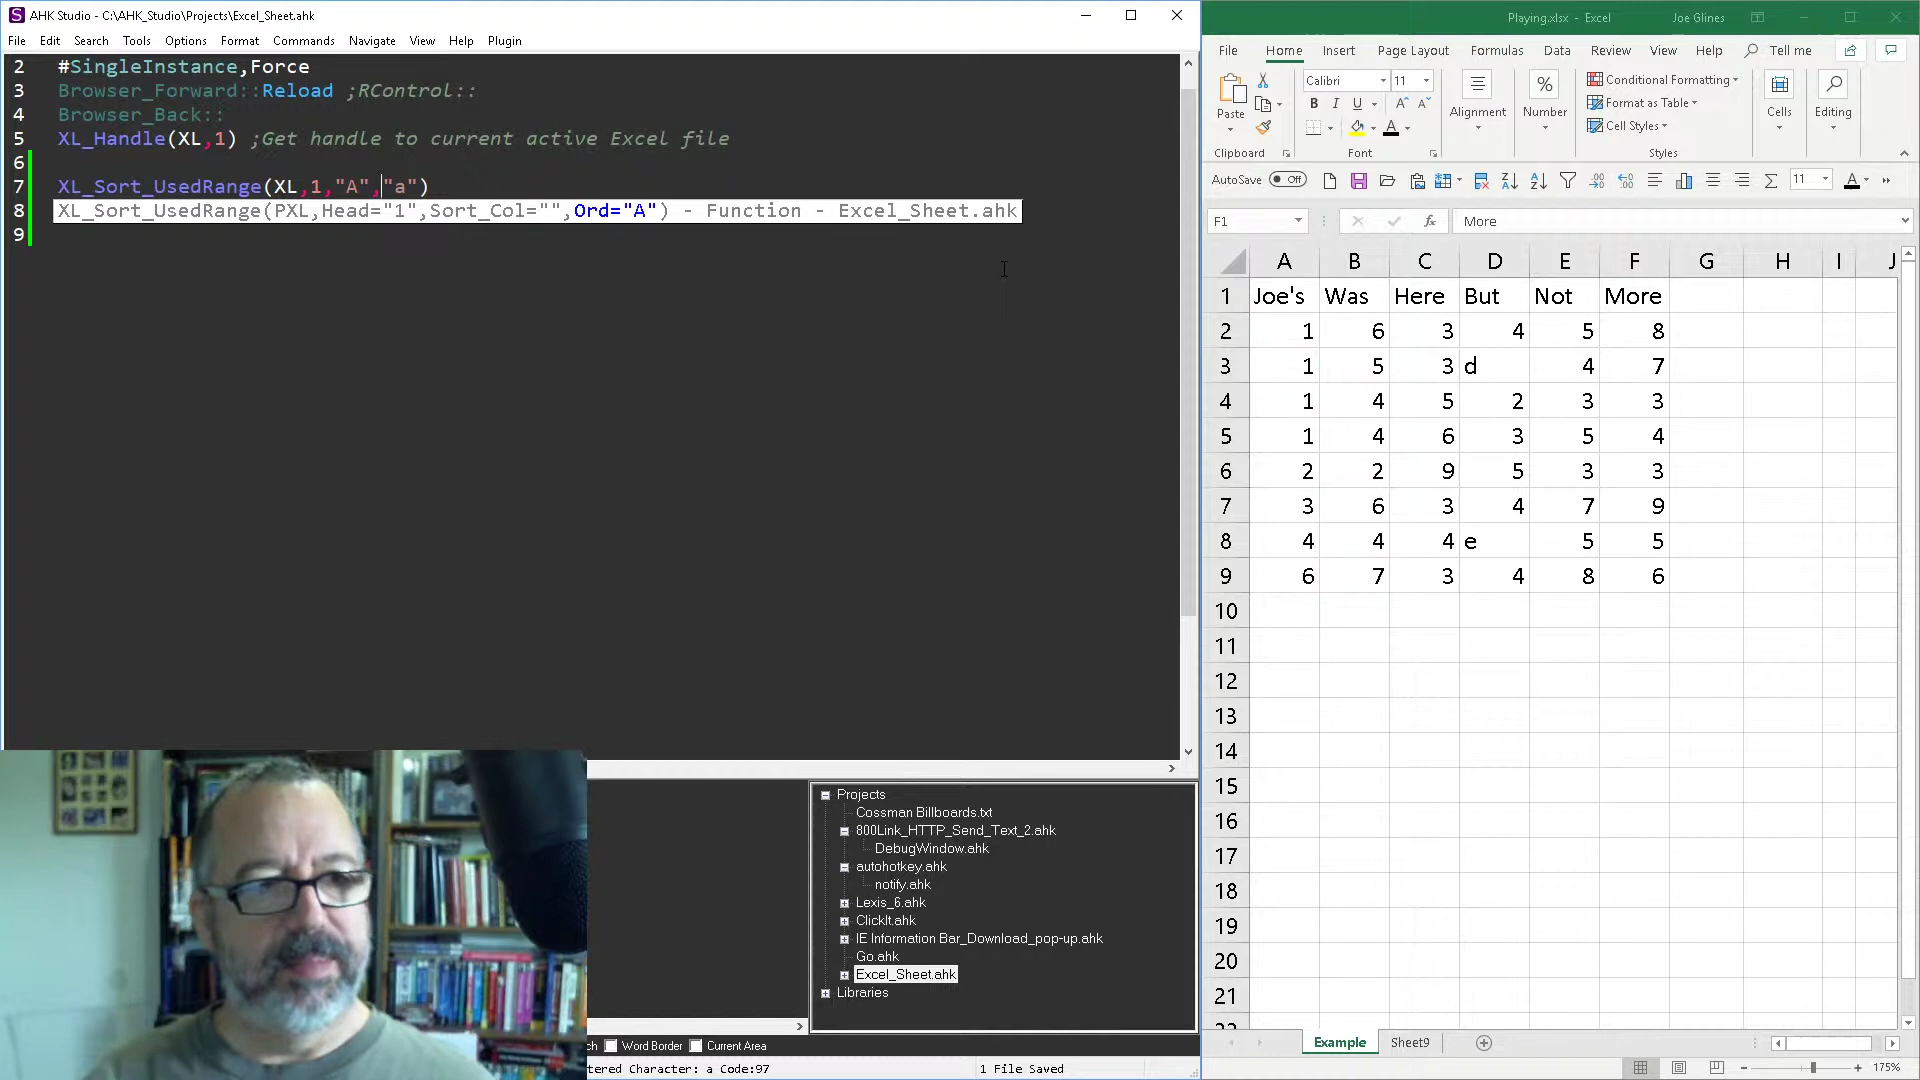 AHK Studio - C:\AHK_Studio\Projects\Excel_Sheet.ahk
File Edit Search Tools Options Format Commands Navigate View Help Plugin
2 #SingleInstance,Force
3 Browser_Forward::Reload ;RControl::
4 Browser_Back::
5 XL_Handle(XL,1) ;Get handle to current active Excel file
6
7 XL_Sort_UsedRange(XL,1,"A","a")
8 XL_Sort_UsedRange(PXL,Head="1",Sort_Col="",Ord="A") - Function - Excel_Sheet.ahk
9
Projects
Cossman Billboards.txt
800Link_HTTP_Send_Text_2.ahk
DebugWindow.ahk
autohotkey.ahk
notify.ahk
Lexis_6.ahk
ClickIt.ahk
IE Information Bar_Download_pop-up.ahk
Go.ahk
Excel_Sheet.ahk
Libraries
ch Word Border Current Area
tered Character: a Code:97 1 File Saved
Playing.xlsx - Excel Joe Glines
File Home Insert Page Layout Formulas Data Review View Help Tell me
Paste
Clipboard
Calibri 11
B I U
Font
Alignment
%
Number
Conditional Formatting
Format as Table
Cell Styles
Styles
Cells
Editing
AutoSave Off 11
F1 fx More
A B C D E F G H I J
1 Joe's Was Here But Not More
2 1 6 3 4 5 8
3 1 5 3 d 4 7
4 1 4 5 2 3 3
5 1 4 6 3 5 4
6 2 2 9 5 3 3
7 3 6 3 4 7 9
8 4 4 4 e 5 5
9 6 7 3 4 8 6
10
11
12
13
14
15
16
17
18
19
20
21
22
Example Sheet9
175%